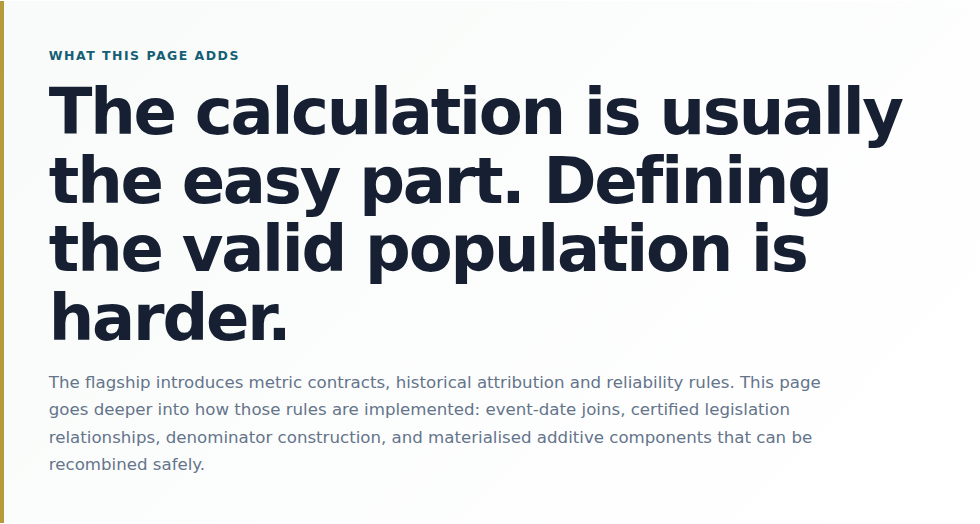 WHAT THIS PAGE ADDS
The calculation is usually
the easy part. Defining
the valid population is
harder.
The flagship introduces metric contracts, historical attribution and reliability rules. This page
goes deeper into how those rules are implemented: event-date joins, certified legislation
relationships, denominator construction, and materialised additive components that can be
recombined safely.